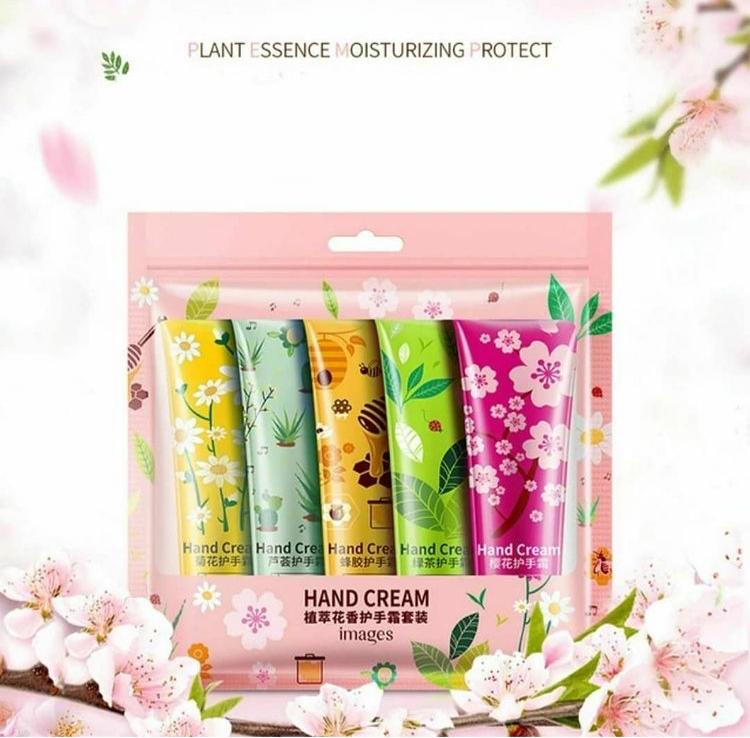 PLANT ESSENCE MOISTURIZING PROTECT
Hand Crea
菊花护手霜
Hand Crea
芦荟护手霜
Hand Crea
蜂胶护手霜
Hand Crea
绿茶护手霜
Hand Cream
樱花护手霜
HAND CREAM
植萃花香护手霜套装
images